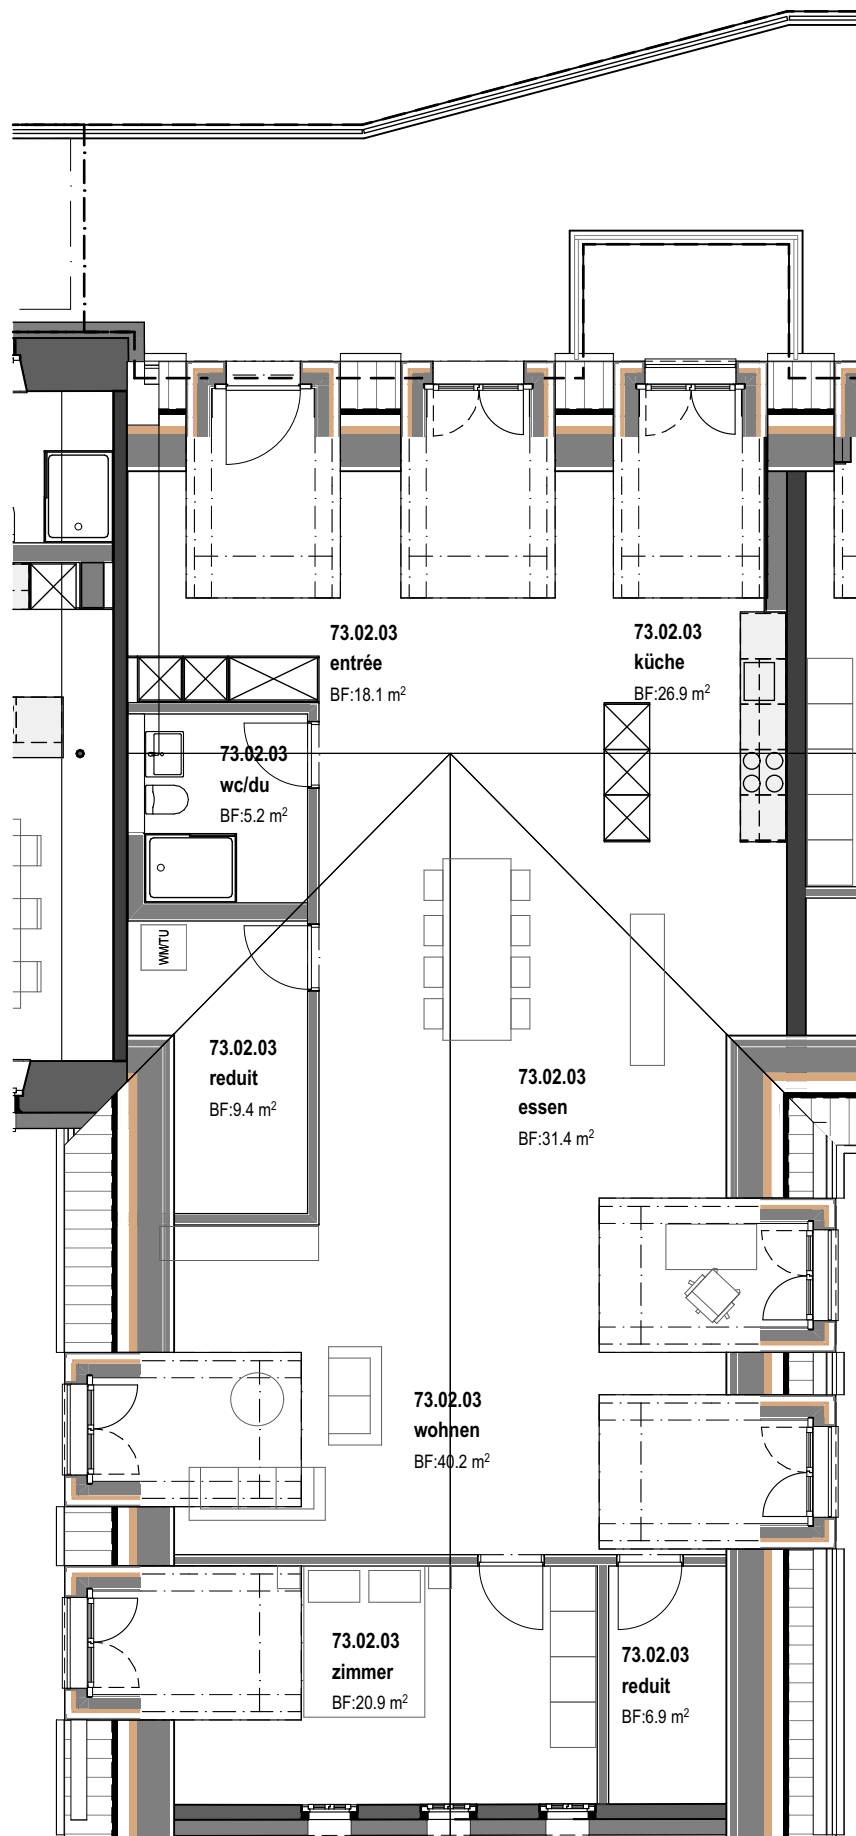 73.02.03
entrée
BF:18.1 m²
73.02.03
küche
BF:26.9 m²
73.02.03
wc/du
BF:5.2 m²
WM/TU
73.02.03
reduit
BF:9.4 m²
73.02.03
essen
BF:31.4 m²
73.02.03
wohnen
BF:40.2 m²
73.02.03
zimmer
BF:20.9 m²
73.02.03
reduit
BF:6.9 m²